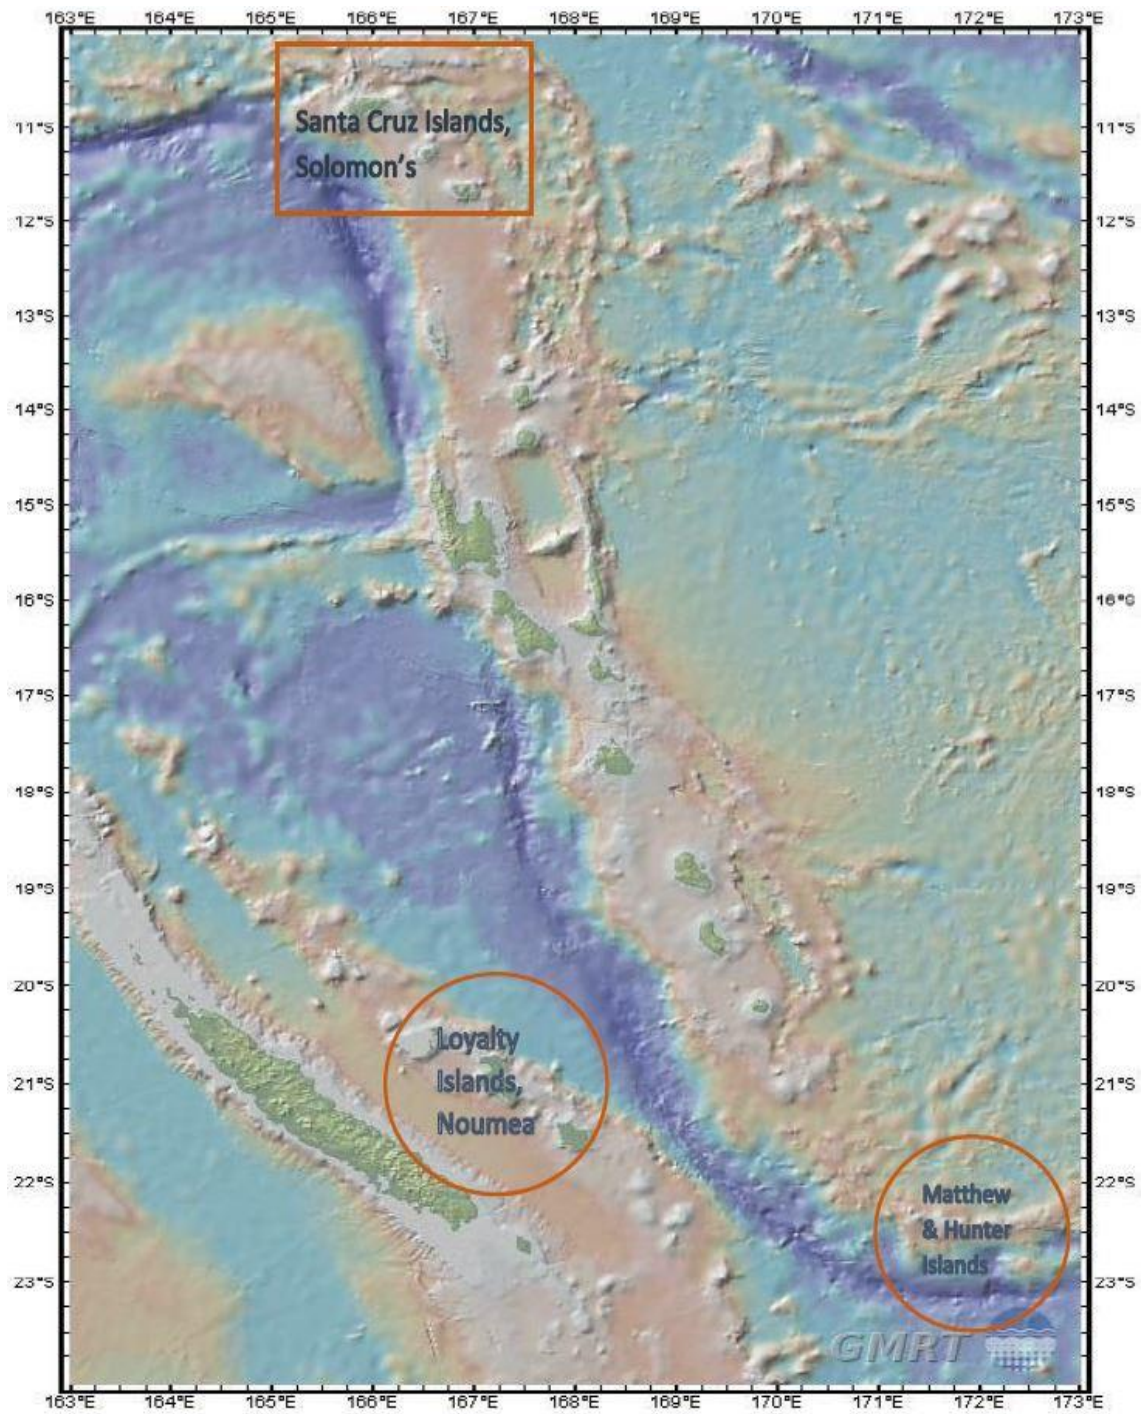 163°E 164°E 165°E 166°E 167°E 168°E 169°E 170°E 171°E 172°E 173°E
Santa Cruz Islands,
Solomon's
11°S 11°S
12°S 12°S
13°S 13°S
14°S 14°S
15°S 15°S
16°S 16°S
17°S 17°S
18°S 18°S
19°S 19°S
20°S 20°S
Loyalty
Islands,
Noumea
21°S 21°S
22°S 22°S
Matthew
& Hunter
Islands
23°S 23°S
GMRT
163°E 164°E 165°E 166°E 167°E 168°E 169°E 170°E 171°E 172°E 173°E